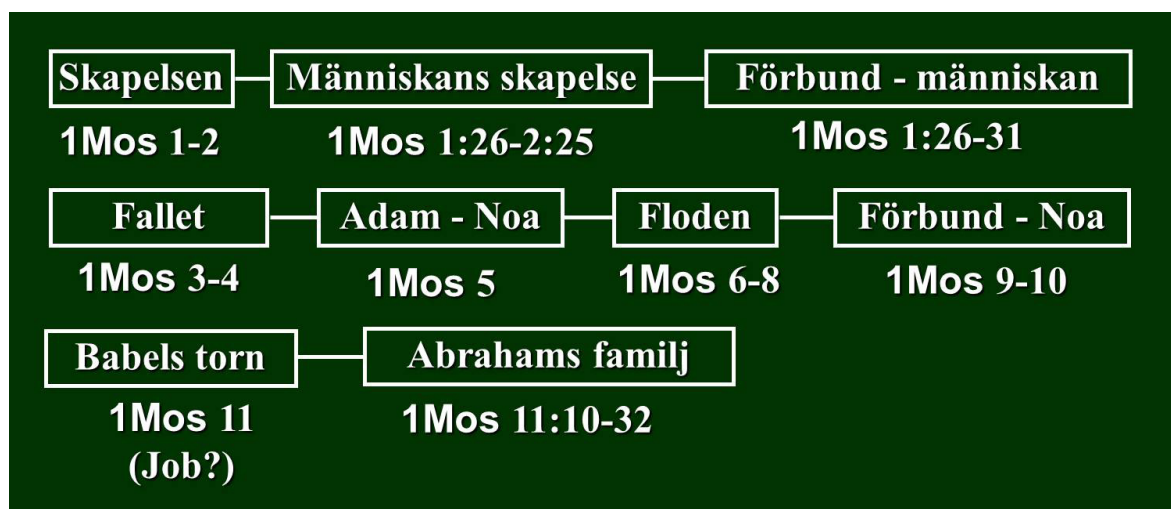 Skapelsen Människans skapelse Förbund - människan
1Mos 1-2 1Mos 1:26-2:25 1Mos 1:26-31
Fallet Adam - Noa Floden Förbund - Noa
1Mos 3-4 1Mos 5 1Mos 6-8 1Mos 9-10
Babels torn Abrahams familj
1Mos 11 1Mos 11:10-32
(Job?)